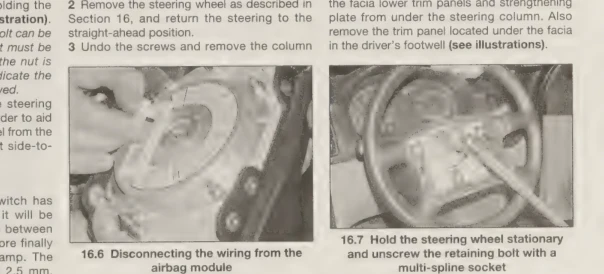 olding the
stration).
olt can be
t must be
the nut is
dicate the
ved.
steering
der to aid
el from the
t side-to-
witch has
it will be
between
ore finally
amp. The
2.5 mm.
2 Remove the steering wheel as described in
Section 16, and return the steering to the
straight-ahead position.
3 Undo the screws and remove the column
16.6 Disconnecting the wiring from the
airbag module
the facia lower trim panels and strengthening
plate from under the steering column. Also
remove the trim panel located under the facia
in the driver's footwell (see illustrations).
16.7 Hold the steering wheel stationary
and unscrew the retaining bolt with a
multi-spline socket